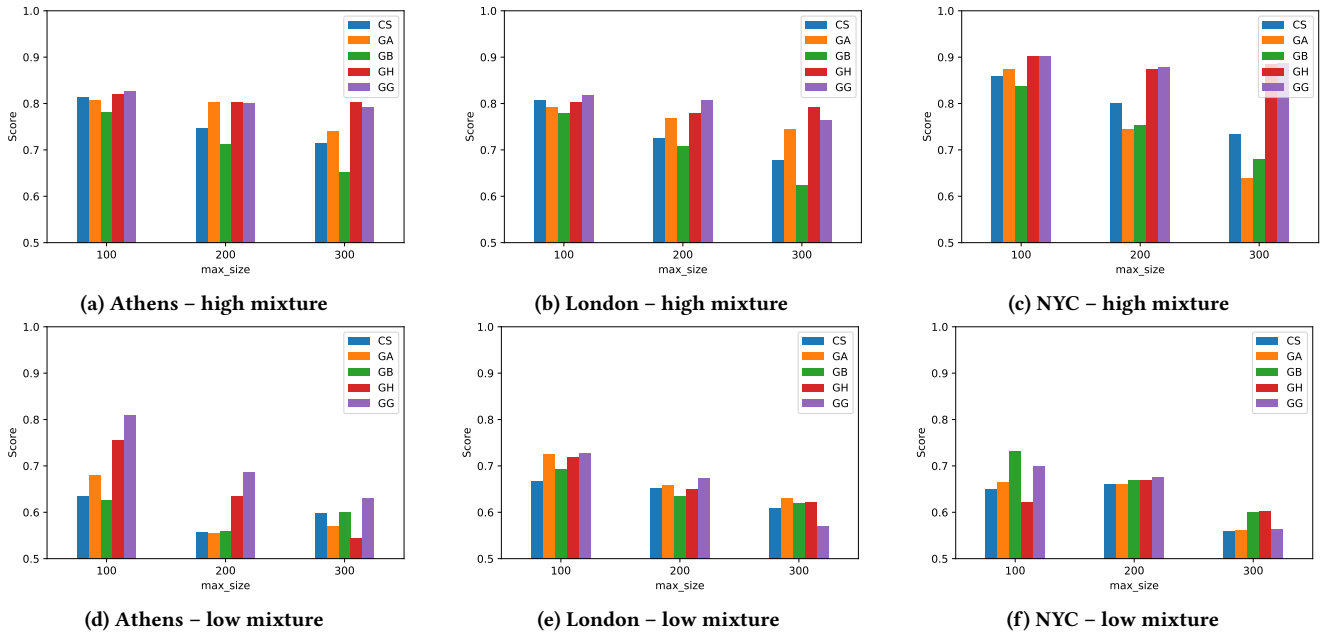 1.0
0.9
0.8
0.7
0.6
0.5
Score
100 200 300
max_size
CS
GA
GB
GH
GG
(a) Athens – high mixture
1.0
0.9
0.8
0.7
0.6
0.5
Score
100 200 300
max_size
CS
GA
GB
GH
GG
(b) London – high mixture
1.0
0.9
0.8
0.7
0.6
0.5
Score
100 200 300
max_size
CS
GA
GB
GH
GG
(c) NYC – high mixture
1.0
0.9
0.8
0.7
0.6
0.5
Score
100 200 300
max_size
CS
GA
GB
GH
GG
(d) Athens – low mixture
1.0
0.9
0.8
0.7
0.6
0.5
Score
100 200 300
max_size
CS
GA
GB
GH
GG
(e) London – low mixture
1.0
0.9
0.8
0.7
0.6
0.5
Score
100 200 300
max_size
CS
GA
GB
GH
GG
(f) NYC – low mixture